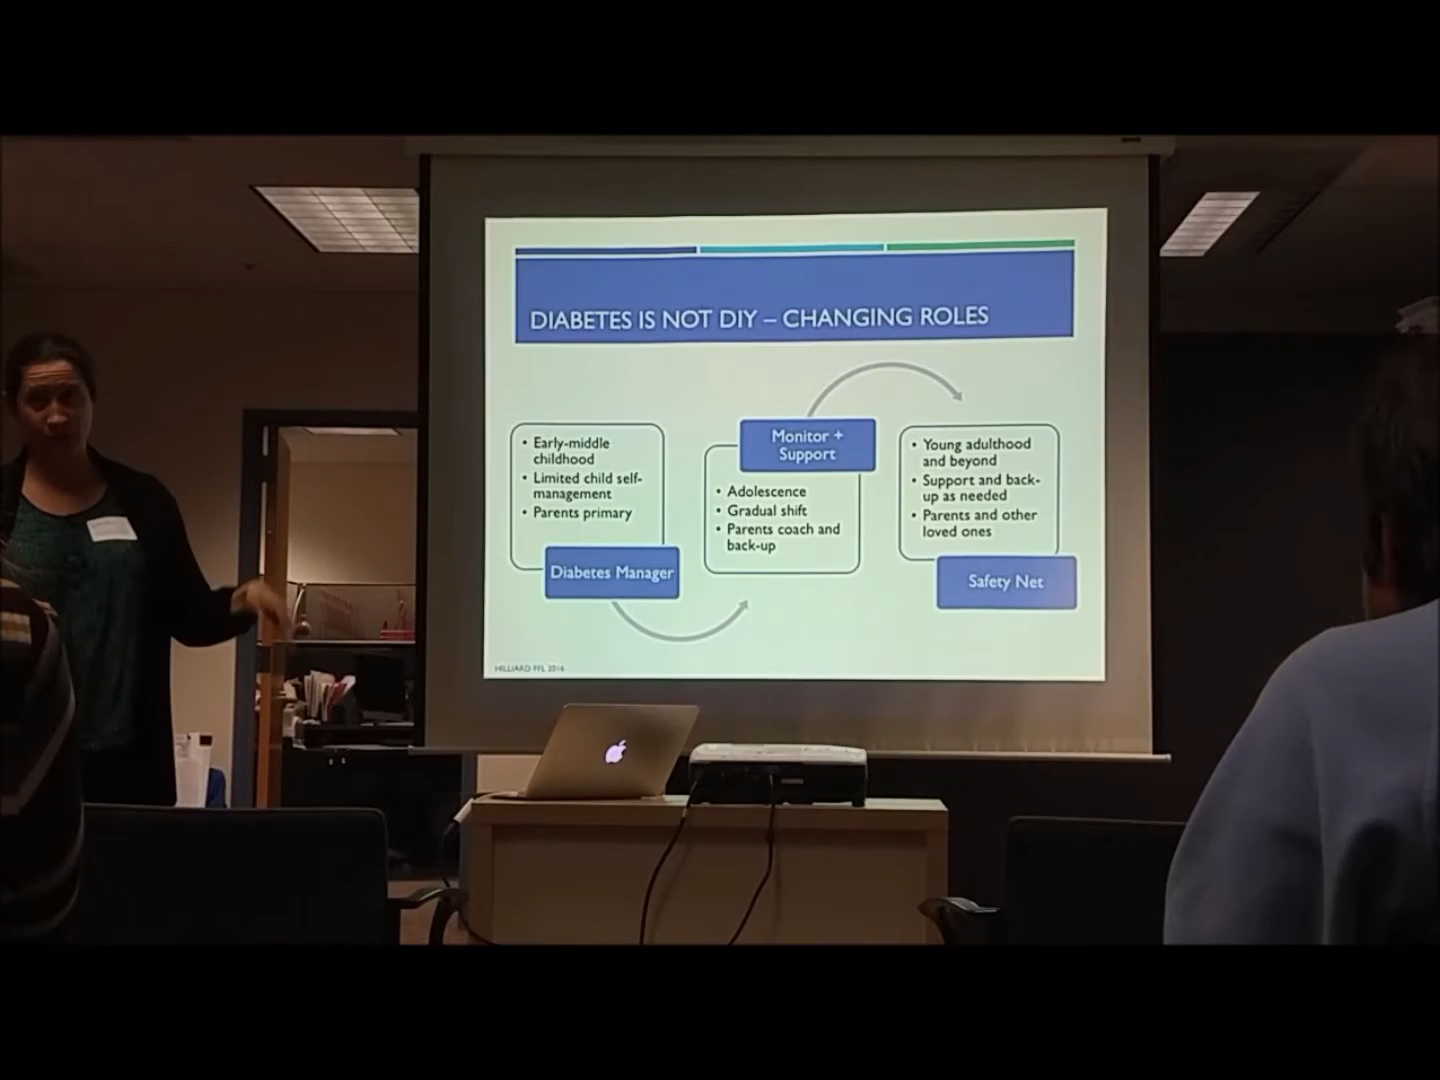 DIABETES IS NOT DIY – CHANGING ROLES
• Early-middle
childhood
• Limited child self-
management
• Parents primary
Diabetes Manager
Monitor +
Support
• Adolescence
• Gradual shift
• Parents coach and
back-up
• Young adulthood
and beyond
• Support and back-
up as needed
• Parents and other
loved ones
Safety Net
HILLIARD FFL 2016